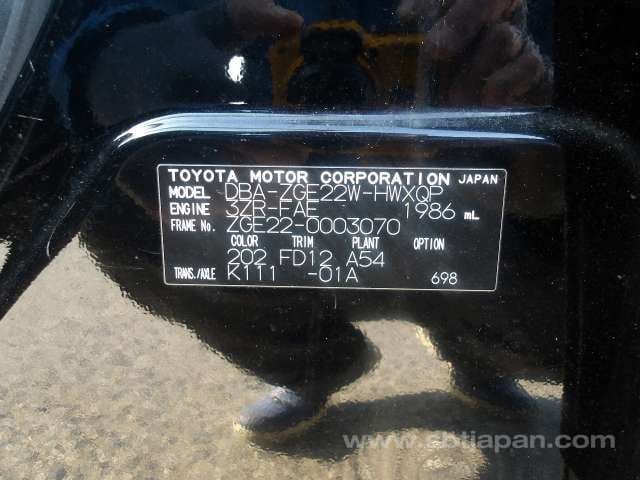 TOYOTA MOTOR CORPORATION JAPAN
MODEL DBA-ZGE22W-HWXQP
ENGINE 3ZR-FAE 1986 mL
FRAME No. ZGE22-0003070
COLOR TRIM PLANT OPTION
202 FD12 A54
TRANS./AXLE K111 -01A 698
www.sbtjapan.com